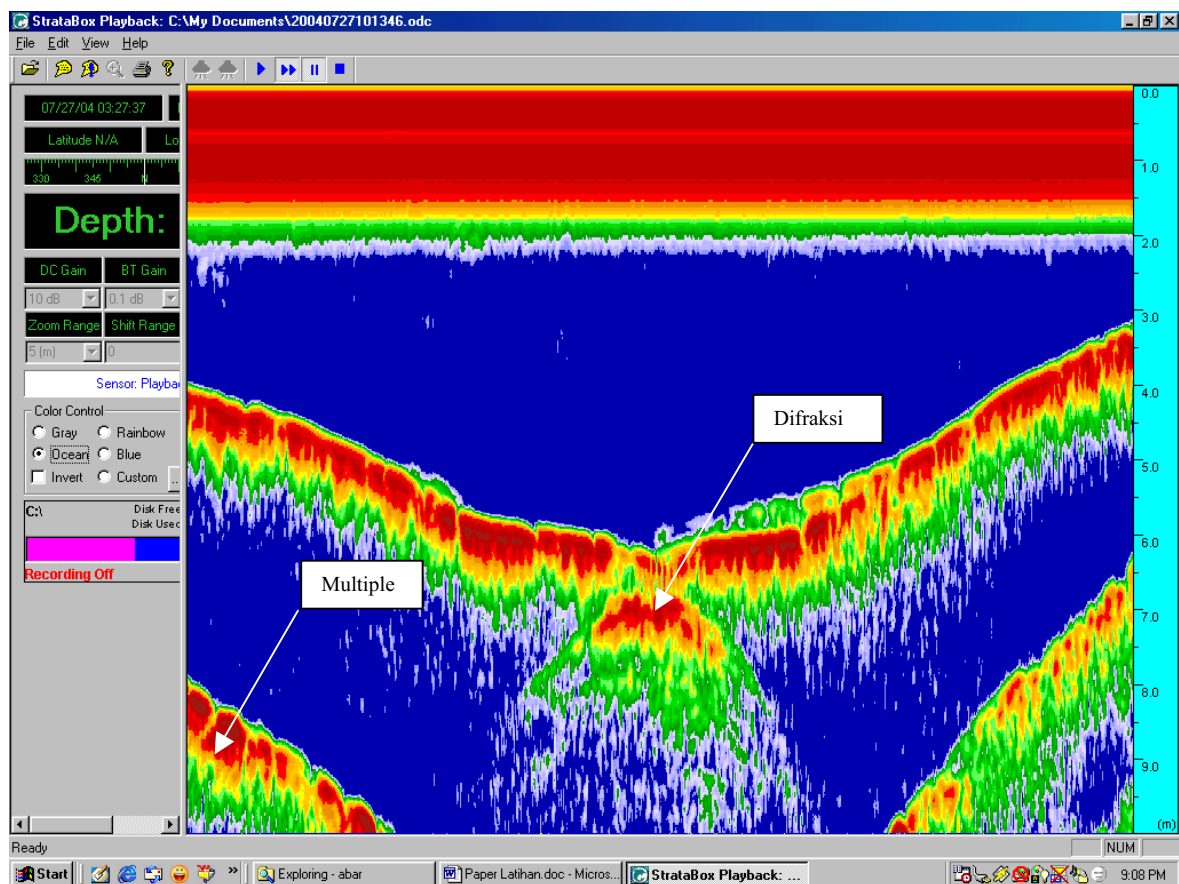 StrataBox Playback: C:\My Documents\20040727101346.odc
File Edit View Help
07/27/04 03:27:37
Latitude N/A Lo
330 345 N
Depth:
DC Gain BT Gain
10 dB 0.1 dB
Zoom Range Shift Range
5 (m) 0
Sensor: Playba
Color Control
Gray Rainbow
Ocean Blue
Invert Custom ...
C:\ Disk Free
Disk Used
Recording Off
Difraksi
Multiple
0.0
1.0
2.0
3.0
4.0
5.0
6.0
7.0
8.0
9.0
(m)
Ready NUM
Start » Exploring - abar Paper Latihan.doc - Micros... StrataBox Playback: ... 9:08 PM